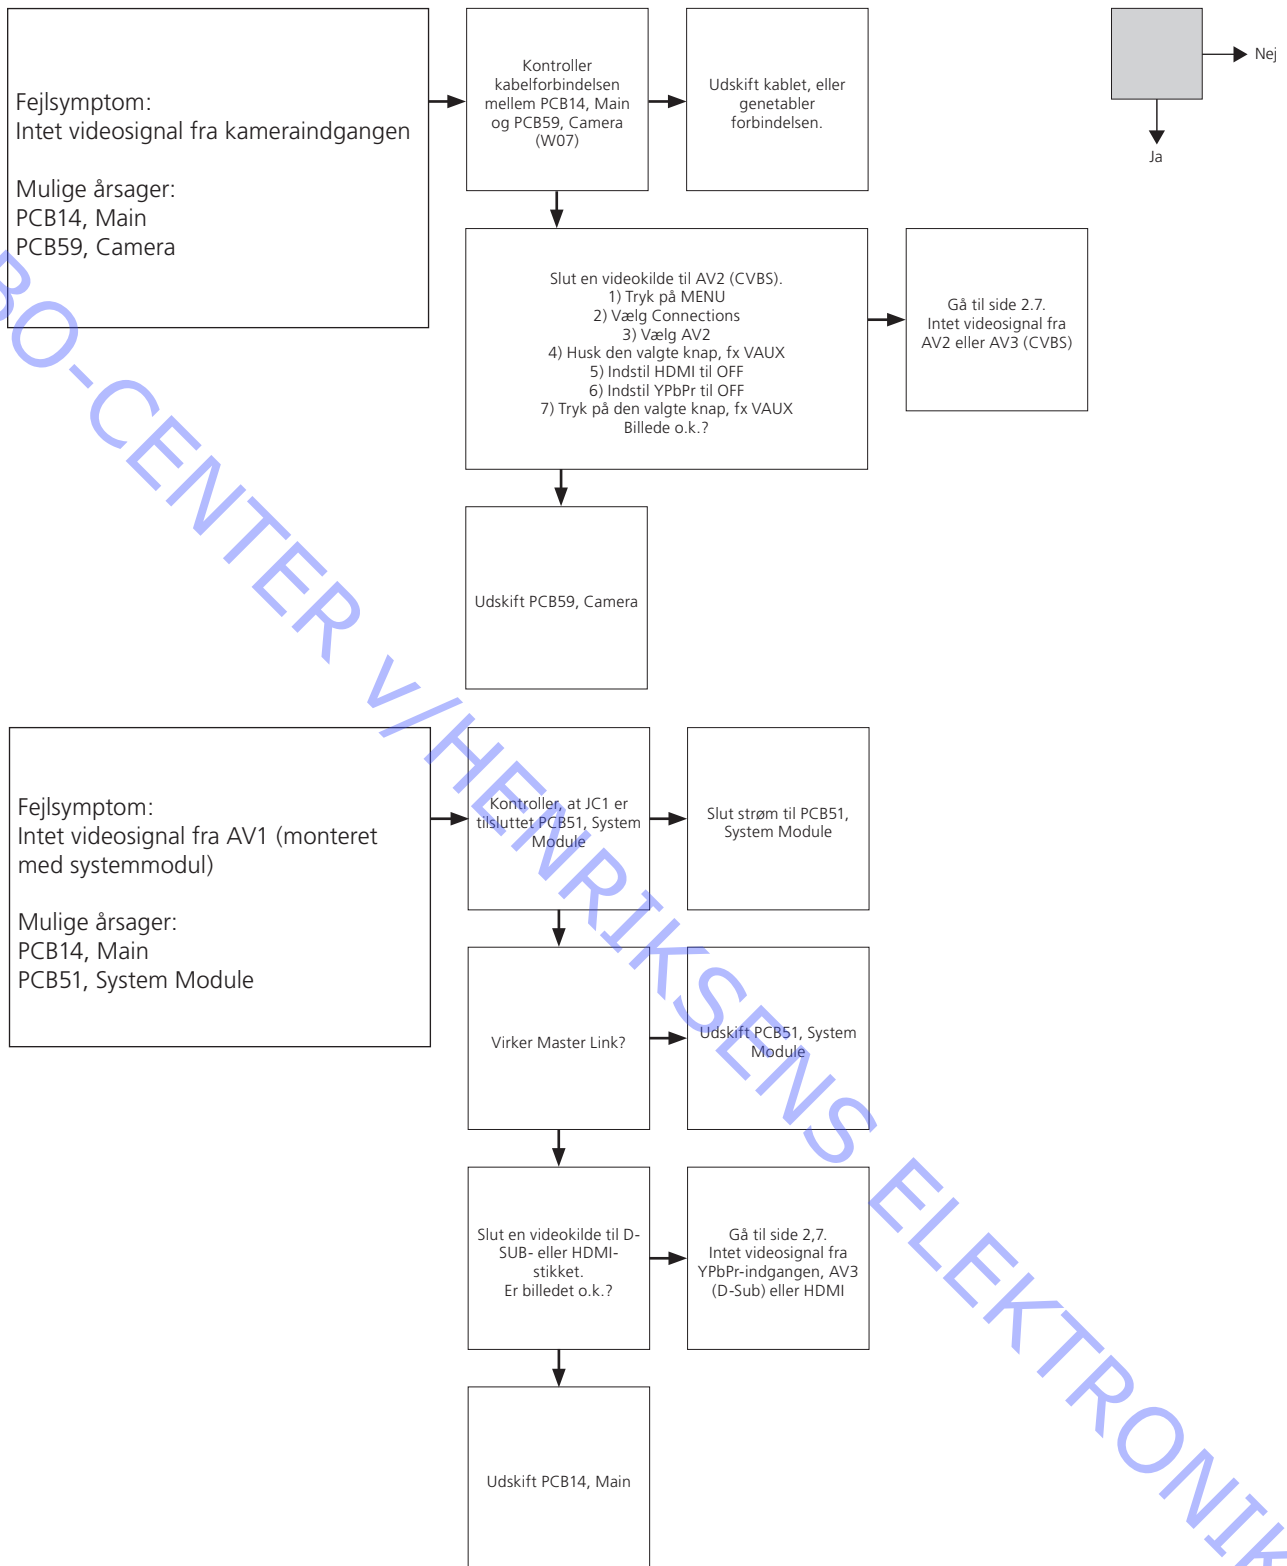 Fejlsymptom:
Intet videosignal fra kameraindgangen
Mulige årsager:
PCB14, Main
PCB59, Camera
Kontroller
kabelforbindelsen
mellem PCB14, Main
og PCB59, Camera
(W07)
Udskift kablet, eller
genetabler
forbindelsen.
Nej
Ja
Slut en videokilde til AV2 (CVBS).
1) Tryk på MENU
2) Vælg Connections
3) Vælg AV2
4) Husk den valgte knap, fx VAUX
5) Indstil HDMI til OFF
6) Indstil YPbPr til OFF
7) Tryk på den valgte knap, fx VAUX
Billede o.k.?
Gå til side 2.7.
Intet videosignal fra
AV2 eller AV3 (CVBS)
Udskift PCB59, Camera
Fejlsymptom:
Intet videosignal fra AV1 (monteret
med systemmodul)
Mulige årsager:
PCB14, Main
PCB51, System Module
Kontroller, at JC1 er
tilsluttet PCB51, System
Module
Slut strøm til PCB51,
System Module
Virker Master Link?
Udskift PCB51, System
Module
Slut en videokilde til D-
SUB- eller HDMI-
stikket.
Er billedet o.k.?
Gå til side 2,7.
Intet videosignal fra
YPbPr-indgangen, AV3
(D-Sub) eller HDMI
Udskift PCB14, Main
BO-CENTER v/HENRIKSENS ELEKTRONIK